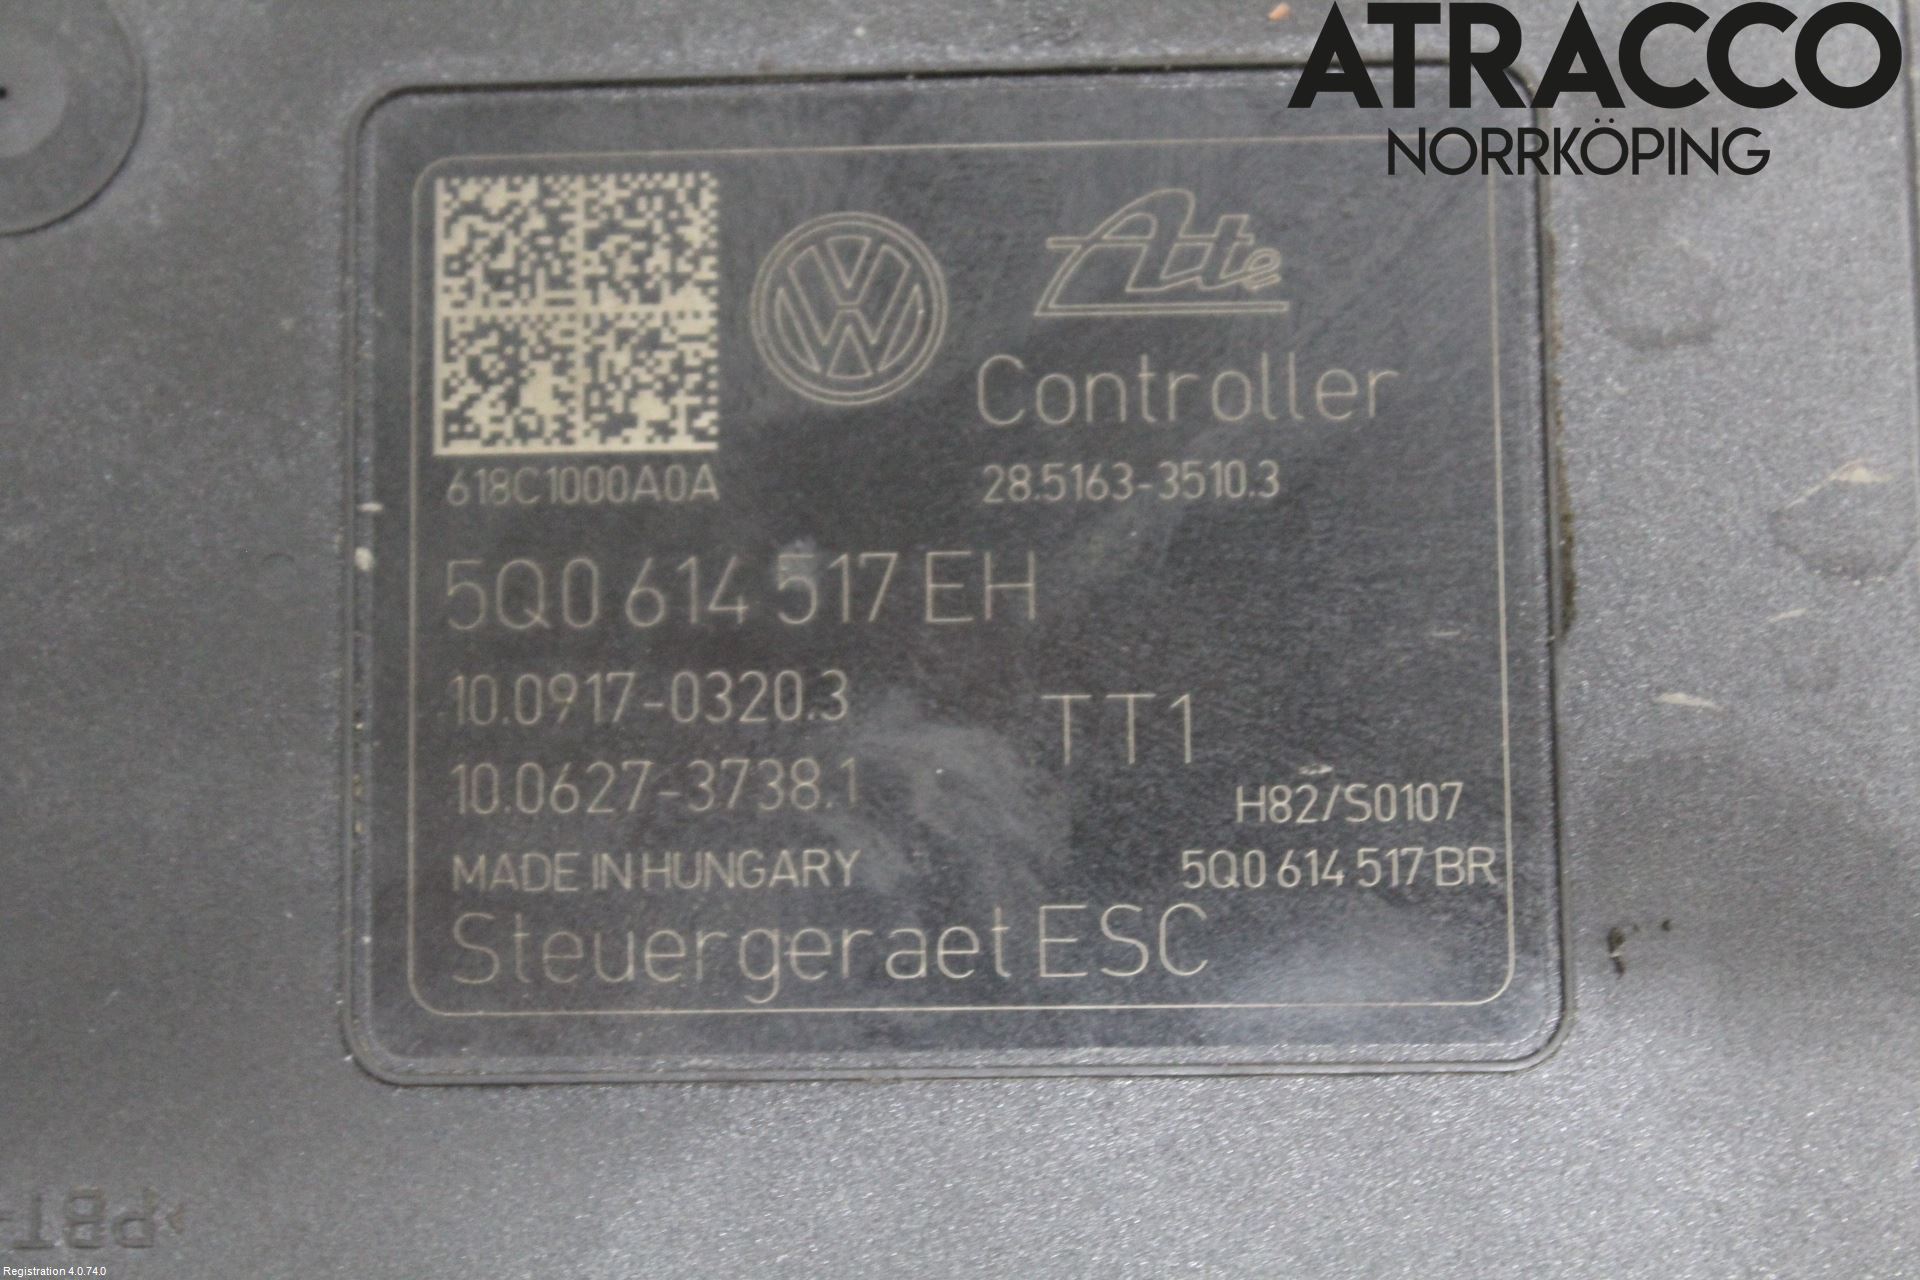 ATRACCO
NORRKÖPING
Ate
Controller
618C1000A0A
28.5163-3510.3
5Q0 614 517 EH
10.0917-0320.3
TT1
10.0627-3738.1
H82/S0107
MADE IN HUNGARY
5Q0 614 517 BR
Steuergeraet ESC
PBT
Registration 4.0.74.0